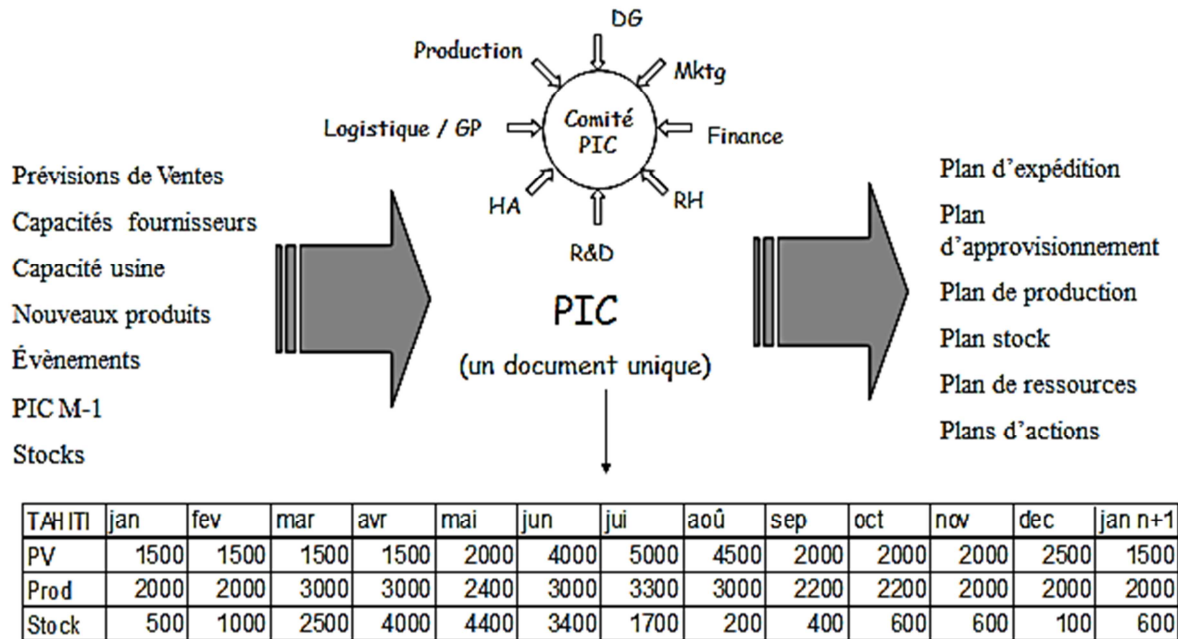 DG
Production
Mktg
Logistique / GP
Comité
PIC
Finance
HA
RH
R&D
Prévisions de Ventes
Capacités fournisseurs
Capacité usine
Nouveaux produits
Évènements
PIC M-1
Stocks
PIC
(un document unique)
Plan d'expédition
Plan
d'approvisionnement
Plan de production
Plan stock
Plan de ressources
Plans d'actions
TAHITI jan fev mar avr mai jun jui aoû sep oct nov dec jan n+1
PV 1500 1500 1500 1500 2000 4000 5000 4500 2000 2000 2000 2500 1500
Prod 2000 2000 3000 3000 2400 3000 3300 3000 2200 2200 2000 2000 2000
Stock 500 1000 2500 4000 4400 3400 1700 200 400 600 600 100 600